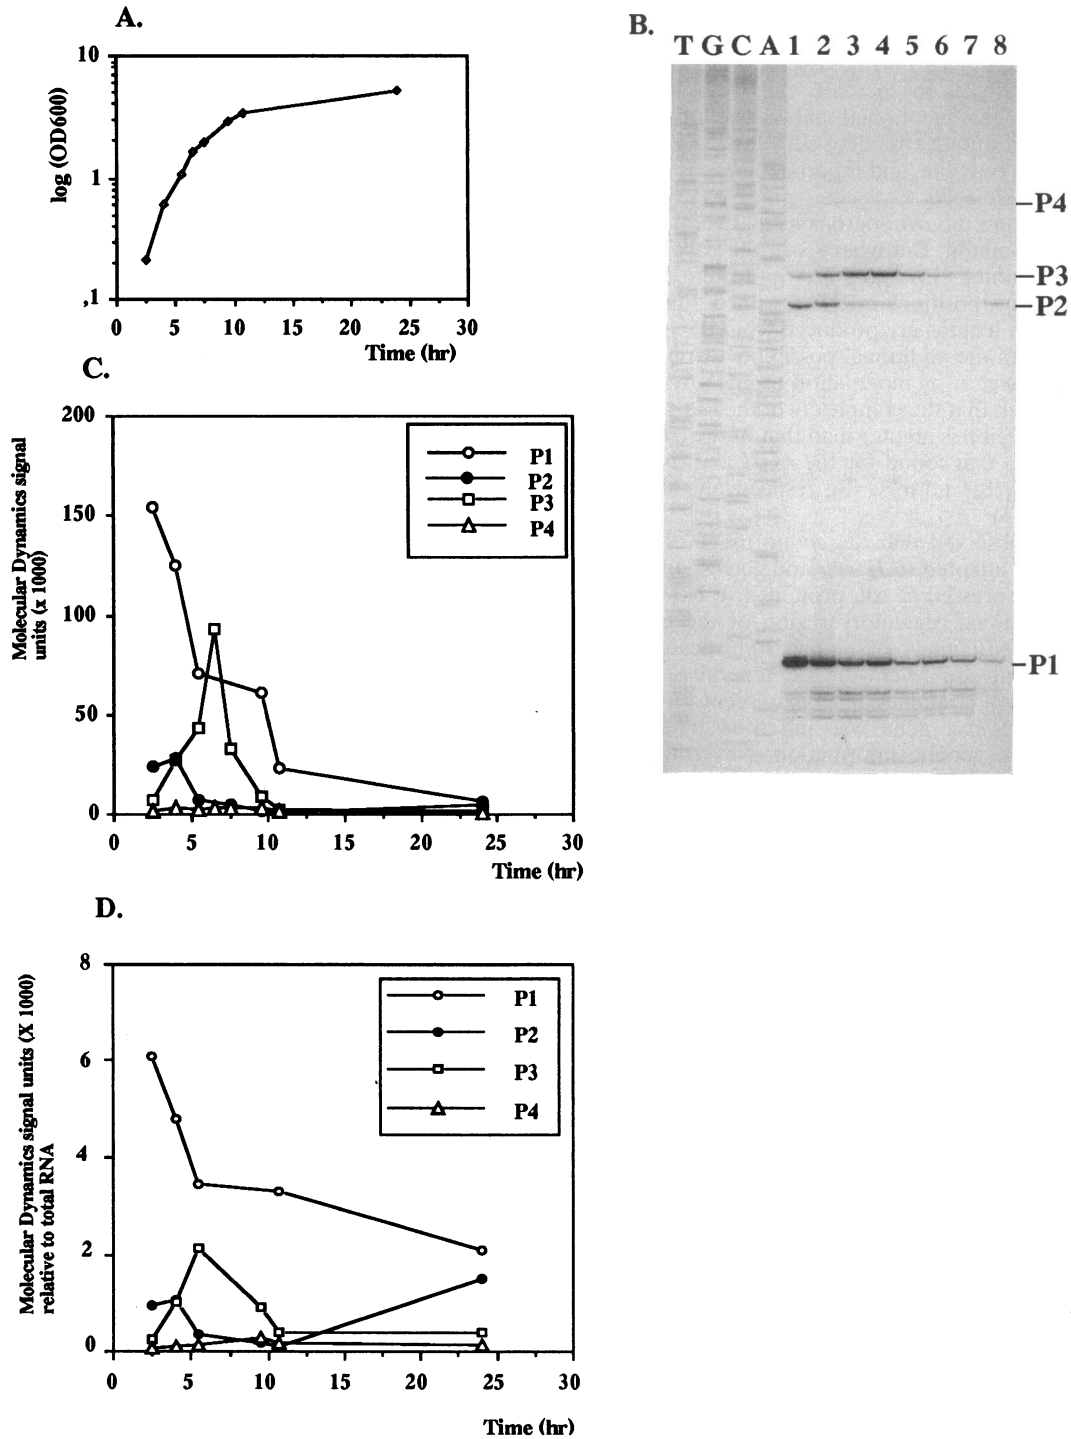 A.
10
1
,1
log (OD600)
0 5 10 15 20 25 30
Time (hr)
B.
T G C A 1 2 3 4 5 6 7 8
P4
P3
P2
P1
C.
200
150
100
50
0
Molecular Dynamics signal
units (x 1000)
P1
P2
P3
P4
0 5 10 15 20 25 30
Time (hr)
D.
8
6
4
2
0
Molecular Dynamics signal units (X 1000)
relative to total RNA
P1
P2
P3
P4
0 5 10 15 20 25 30
Time (hr)